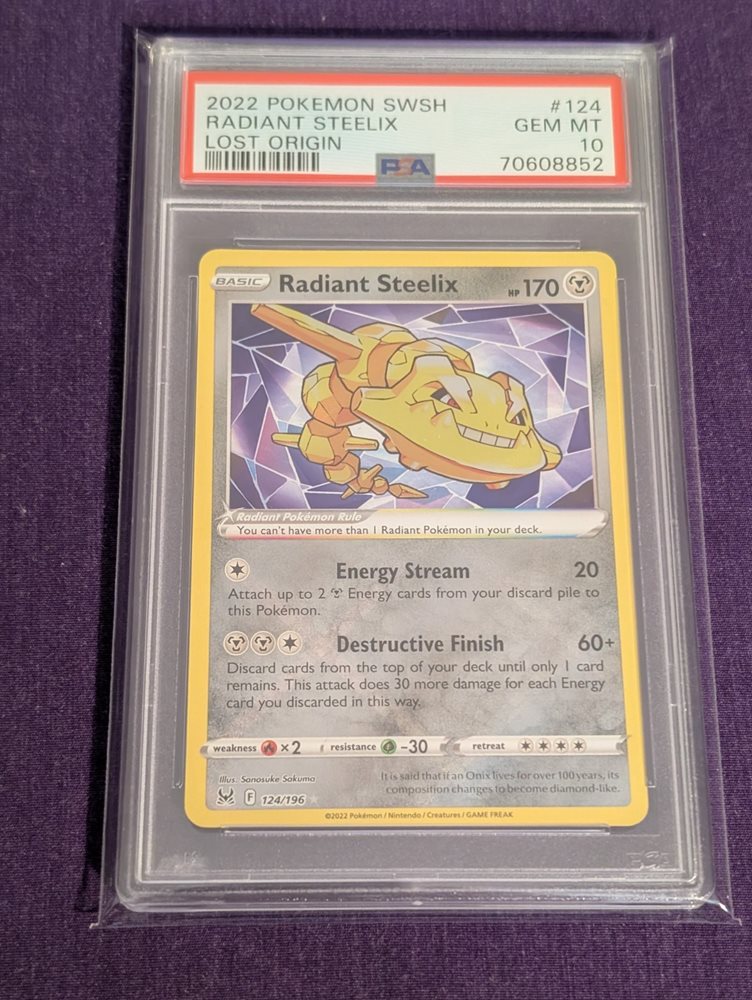 2022 POKEMON SWSH #124
RADIANT STEELIX GEM MT
LOST ORIGIN 10
PSA 70608852
BASIC Radiant Steelix HP 170
Radiant Pokémon Rule
You can't have more than 1 Radiant Pokémon in your deck.
Energy Stream 20
Attach up to 2 Energy cards from your discard pile to
this Pokémon.
Destructive Finish 60+
Discard cards from the top of your deck until only 1 card
remains. This attack does 30 more damage for each Energy
card you discarded in this way.
weakness ×2 resistance -30 retreat
Illus. Sanosuke Sakuma
It is said that if an Onix lives for over 100 years, its
composition changes to become diamond-like.
F 124/196
©2022 Pokémon / Nintendo / Creatures / GAME FREAK